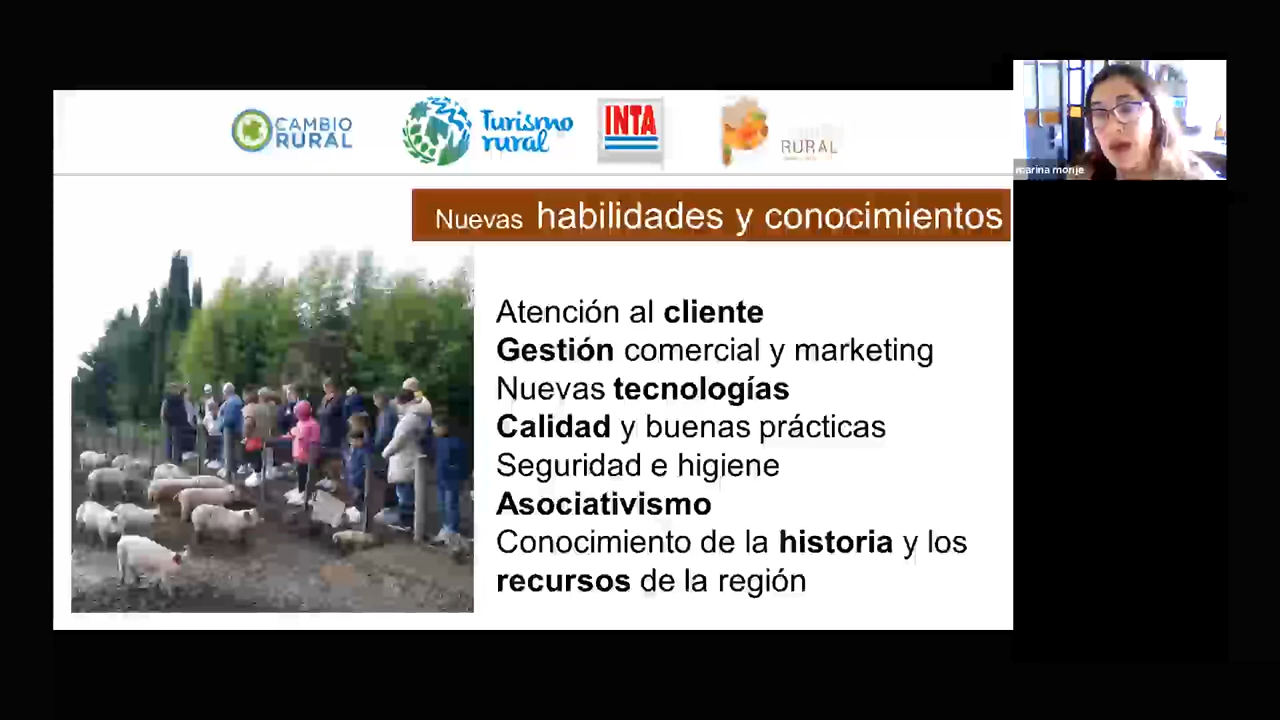 CAMBIO
RURAL
Turismo
rural
INTA
RURAL
marina monje
Nuevas habilidades y conocimientos
Atención al cliente
Gestión comercial y marketing
Nuevas tecnologías
Calidad y buenas prácticas
Seguridad e higiene
Asociativismo
Conocimiento de la historia y los
recursos de la región